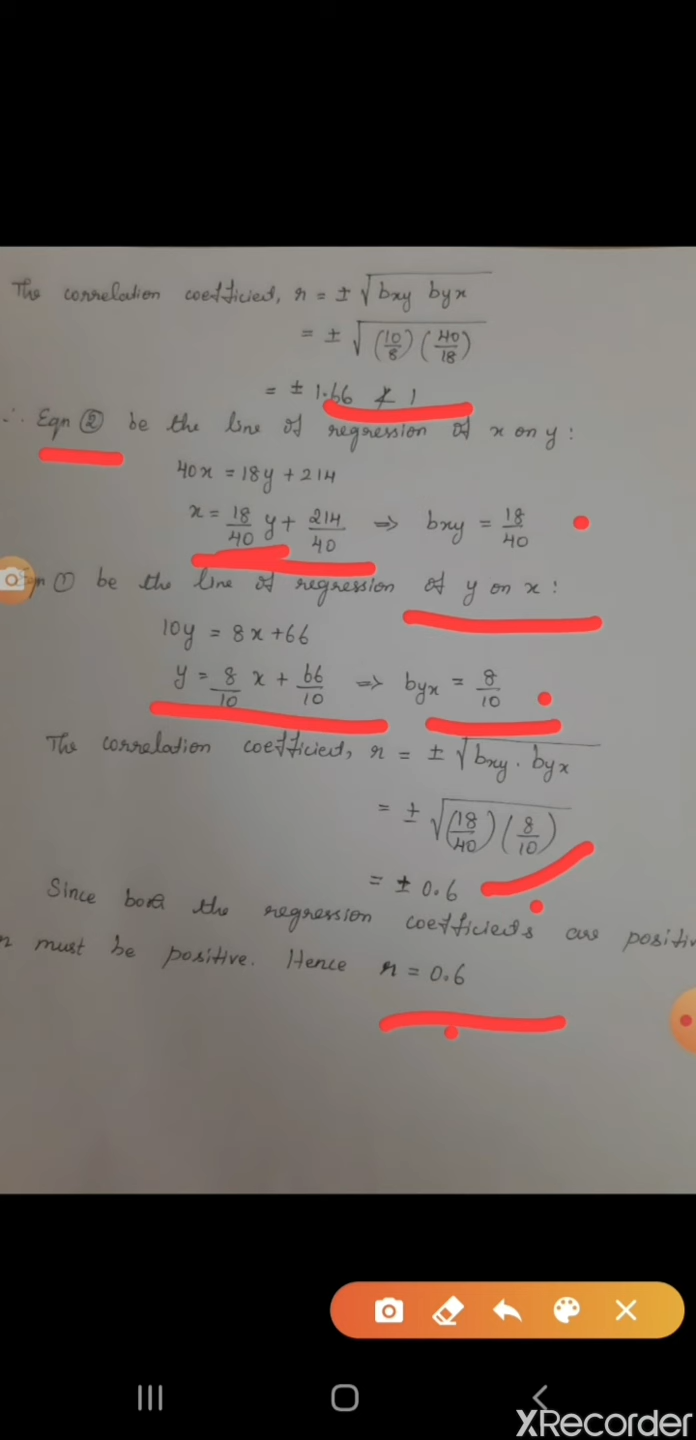 The correlation coefficient, r = ± √bxy byx
= ± √(10/8) (40/18)
= ± 1.66 ≮ 1
∴ Eqn ② be the line of regression of x on y :
40x = 18y + 214
x = 18/40 y + 214/40 ⇒ bxy = 18/40
① be the line of regression of y on x :
10y = 8x + 66
y = 8/10 x + 66/10 ⇒ byx = 8/10
The correlation coefficient, r = ± √bxy . byx
= ± √(18/40) (8/10)
= ± 0.6
Since both the regression coefficients are
must be positive. Hence r = 0.6
XRecorder